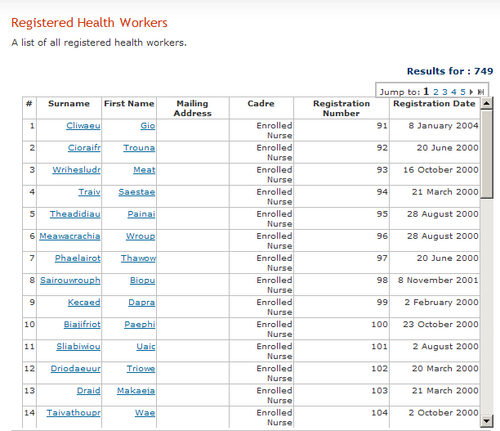 Registered Health Workers
A list of all registered health workers.
Results for : 749
Jump to: 1 2 3 4 5
# Surname First Name Mailing Address Cadre Registration Number Registration Date
1 Cliwaeu Gio Enrolled Nurse 91 8 January 2004
2 Cioraifr Trouna Enrolled Nurse 92 20 June 2000
3 Wrihesludr Meat Enrolled Nurse 93 16 October 2000
4 Traiv Saestae Enrolled Nurse 94 21 March 2000
5 Theadidiau Painai Enrolled Nurse 95 28 August 2000
6 Meawacrachia Wroup Enrolled Nurse 96 28 August 2000
7 Phaelairot Thawow Enrolled Nurse 97 20 June 2000
8 Sairouwrouph Biopu Enrolled Nurse 98 8 November 2001
9 Kecaed Dapra Enrolled Nurse 99 2 February 2000
10 Biajifriot Paephi Enrolled Nurse 100 23 October 2000
11 Sliabiwiou Uaic Enrolled Nurse 101 2 August 2000
12 Driodaeuur Triowe Enrolled Nurse 102 20 March 2000
13 Draid Makaeia Enrolled Nurse 103 21 March 2000
14 Taivathoupr Wae Enrolled Nurse 104 2 October 2000